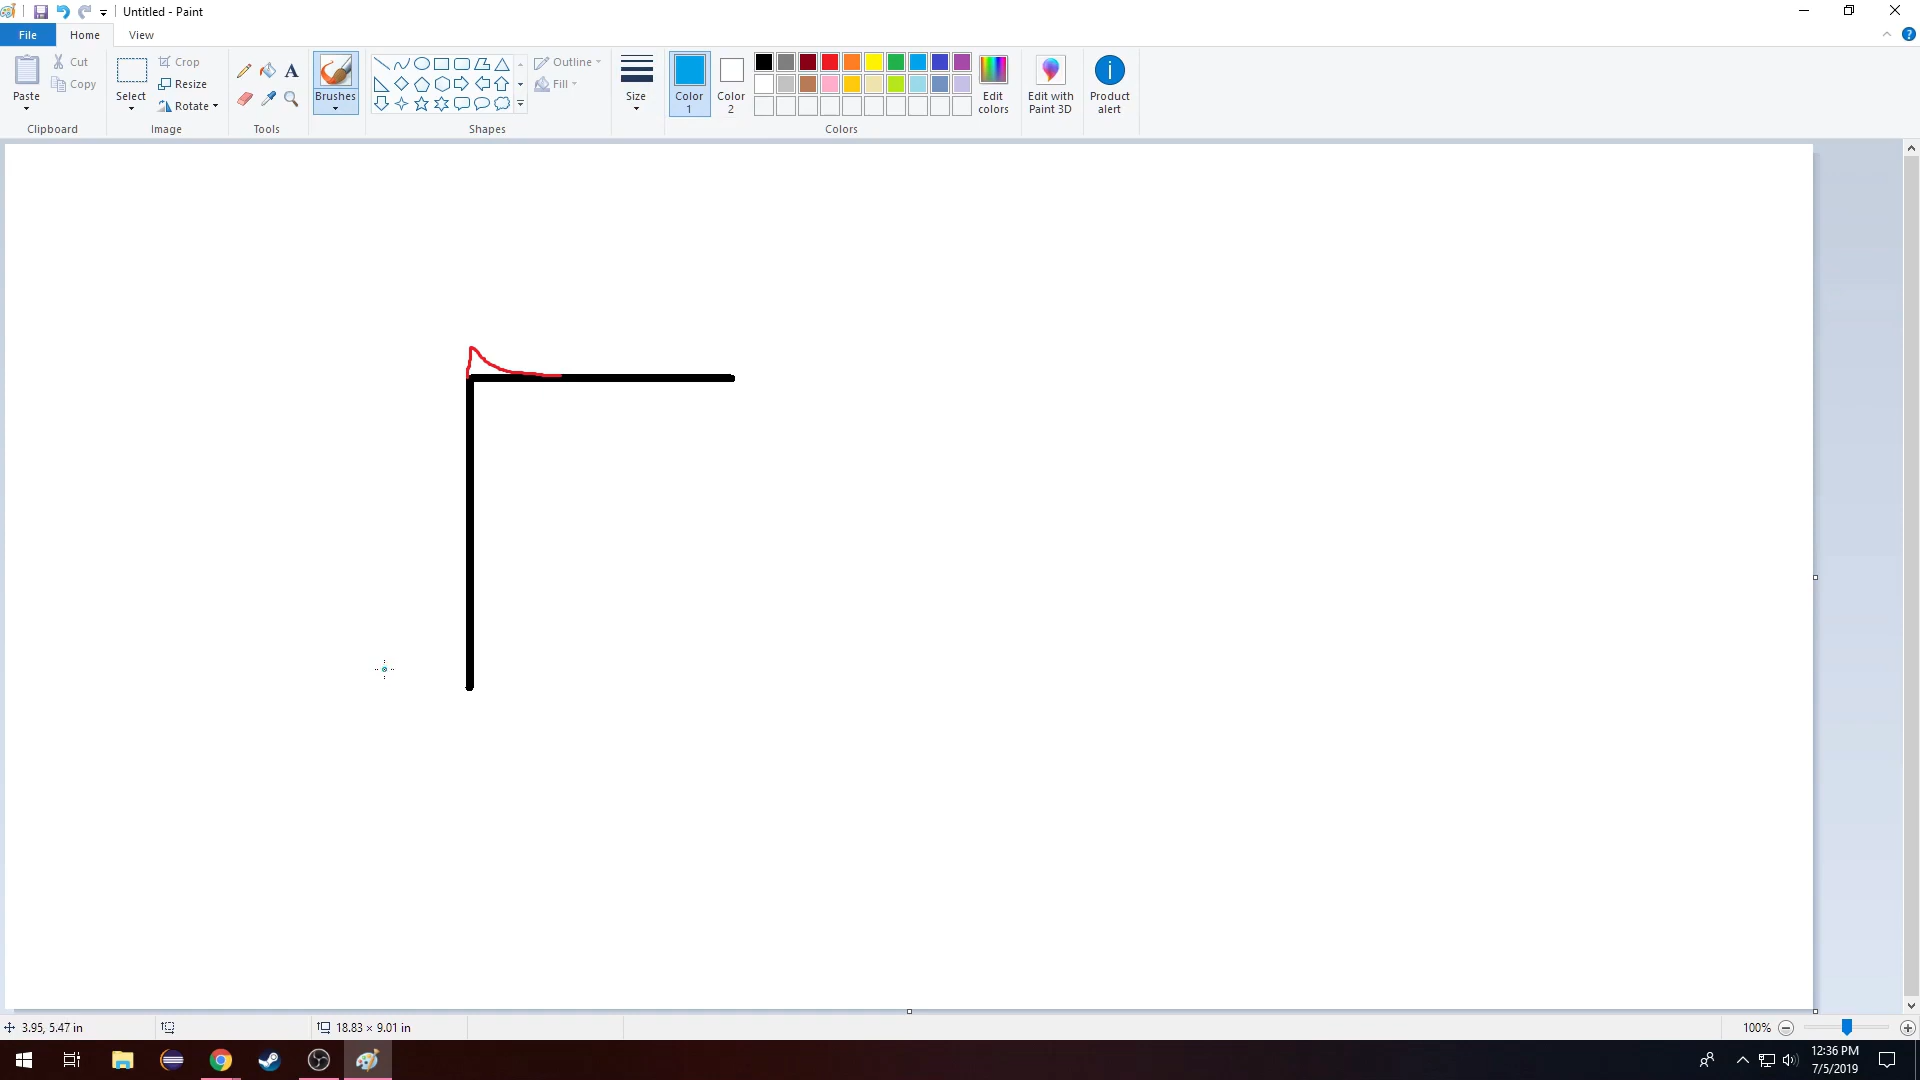 Untitled - Paint
File Home View
Paste Cut Copy Clipboard
Select Crop Resize Rotate Image
A
Tools
Brushes
Outline Fill Shapes
Size
Color 1
Color 2
Colors
Edit colors
Edit with Paint 3D
Product alert
3.95, 5.47 in
18.83 × 9.01 in
100%
12:36 PM
7/5/2019